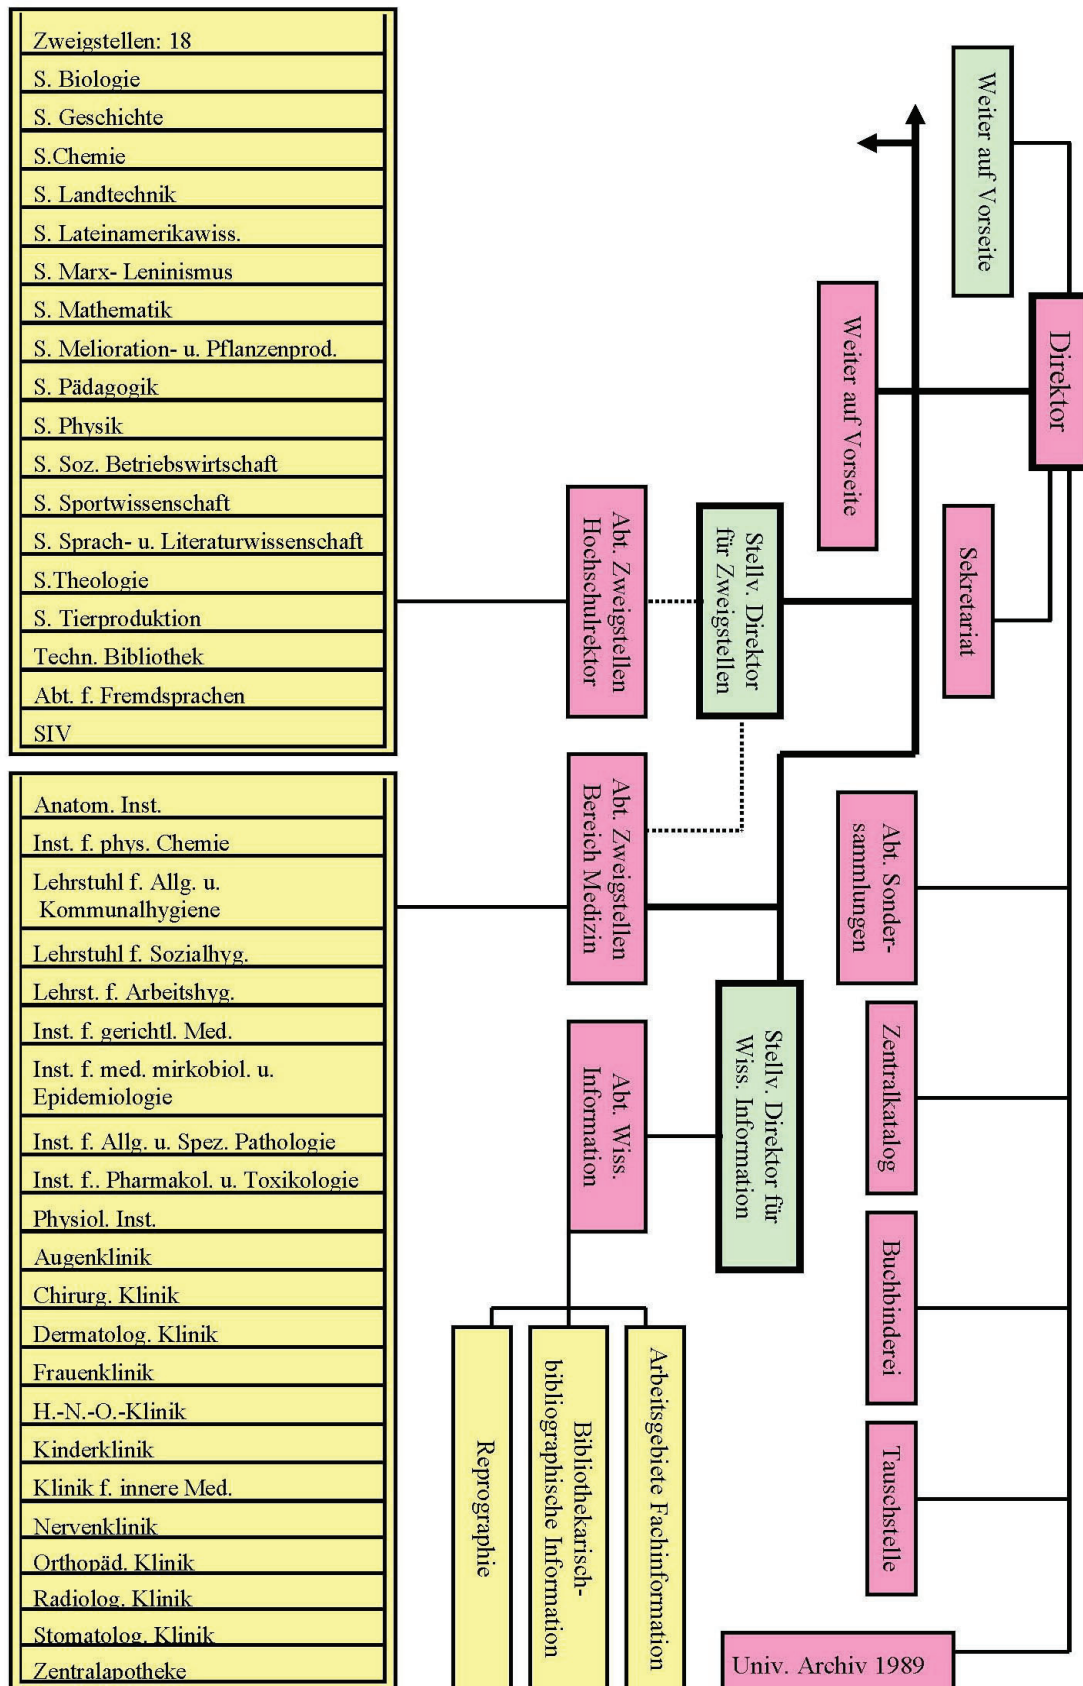 Zweigstellen: 18
S. Biologie
S. Geschichte
S.Chemie
S. Landtechnik
S. Lateinamerikawiss.
S. Marx- Leninismus
S. Mathematik
S. Melioration- u. Pflanzenprod.
S. Pädagogik
S. Physik
S. Soz. Betriebswirtschaft
S. Sportwissenschaft
S. Sprach- u. Literaturwissenschaft
S.Theologie
S. Tierproduktion
Techn. Bibliothek
Abt. f. Fremdsprachen
SIV
Anatom. Inst.
Inst. f. phys. Chemie
Lehrstuhl f. Allg. u.
Kommunalhygiene
Lehrstuhl f. Sozialhyg.
Lehrst. f. Arbeitshyg.
Inst. f. gerichtl. Med.
Inst. f. med. mirkobiol. u.
Epidemiologie
Inst. f. Allg. u. Spez. Pathologie
Inst. f.. Pharmakol. u. Toxikologie
Physiol. Inst.
Augenklinik
Chirurg. Klinik
Dermatolog. Klinik
Frauenklinik
H.-N.-O.-Klinik
Kinderklinik
Klinik f. innere Med.
Nervenklinik
Orthopäd. Klinik
Radiolog. Klinik
Stomatolog. Klinik
Zentralapotheke
Weiter auf Vorseite
Direktor
Weiter auf Vorseite
Sekretariat
Stellv. Direktor
für Zweigstellen
Abt. Zweigstellen
Hochschulrektor
Abt. Zweigstellen
Bereich Medizin
Stellv. Direktor für
Wiss. Information
Abt. Wiss.
Information
Arbeitsgebiete Fachinformation
Bibliothekarisch-
bibliographische Information
Reprographie
Abt. Sonder-
sammlungen
Zentralkatalog
Buchbinderei
Tauschstelle
Univ. Archiv 1989